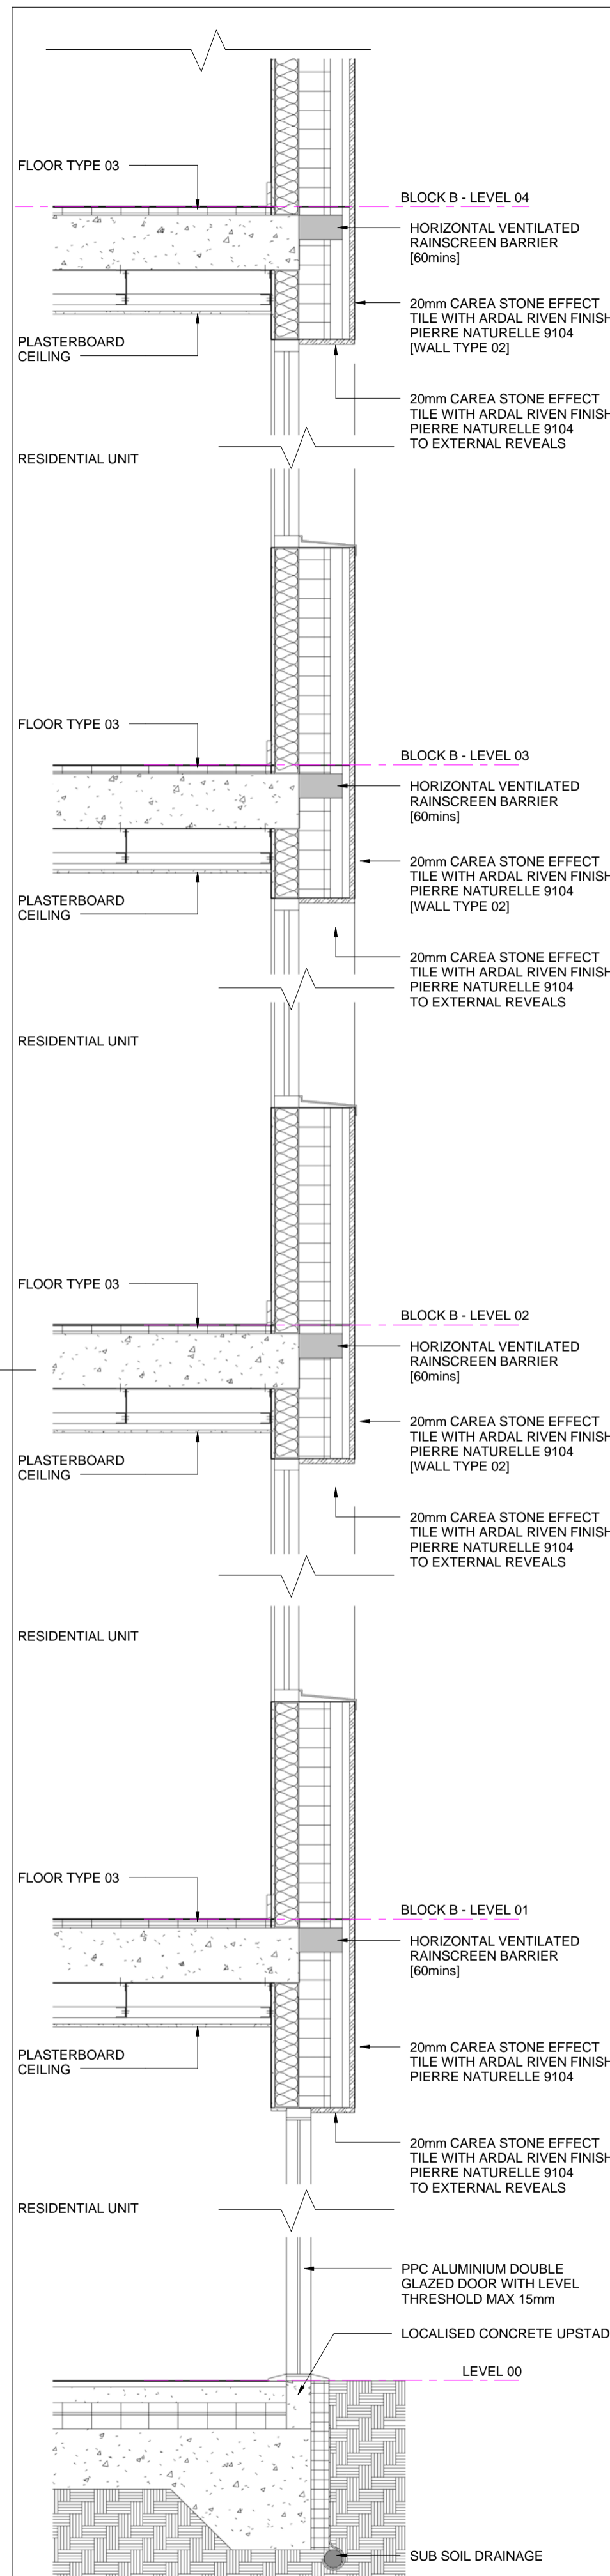 FLOOR TYPE 03
BLOCK B - LEVEL 04
HORIZONTAL VENTILATED
RAINSCREEN BARRIER
[60mins]
20mm CAREA STONE EFFECT
TILE WITH ARDAL RIVEN FINISH
PIERRE NATURELLE 9104
[WALL TYPE 02]
PLASTERBOARD
CEILING
20mm CAREA STONE EFFECT
TILE WITH ARDAL RIVEN FINISH
PIERRE NATURELLE 9104
TO EXTERNAL REVEALS
RESIDENTIAL UNIT
FLOOR TYPE 03
BLOCK B - LEVEL 03
HORIZONTAL VENTILATED
RAINSCREEN BARRIER
[60mins]
20mm CAREA STONE EFFECT
TILE WITH ARDAL RIVEN FINISH
PIERRE NATURELLE 9104
[WALL TYPE 02]
PLASTERBOARD
CEILING
20mm CAREA STONE EFFECT
TILE WITH ARDAL RIVEN FINISH
PIERRE NATURELLE 9104
TO EXTERNAL REVEALS
RESIDENTIAL UNIT
FLOOR TYPE 03
BLOCK B - LEVEL 02
HORIZONTAL VENTILATED
RAINSCREEN BARRIER
[60mins]
20mm CAREA STONE EFFECT
TILE WITH ARDAL RIVEN FINISH
PIERRE NATURELLE 9104
[WALL TYPE 02]
PLASTERBOARD
CEILING
20mm CAREA STONE EFFECT
TILE WITH ARDAL RIVEN FINISH
PIERRE NATURELLE 9104
TO EXTERNAL REVEALS
RESIDENTIAL UNIT
FLOOR TYPE 03
BLOCK B - LEVEL 01
HORIZONTAL VENTILATED
RAINSCREEN BARRIER
[60mins]
20mm CAREA STONE EFFECT
TILE WITH ARDAL RIVEN FINISH
PIERRE NATURELLE 9104
PLASTERBOARD
CEILING
20mm CAREA STONE EFFECT
TILE WITH ARDAL RIVEN FINISH
PIERRE NATURELLE 9104
TO EXTERNAL REVEALS
RESIDENTIAL UNIT
PPC ALUMINIUM DOUBLE
GLAZED DOOR WITH LEVEL
THRESHOLD MAX 15mm
LOCALISED CONCRETE UPSTAD
LEVEL 00
SUB SOIL DRAINAGE